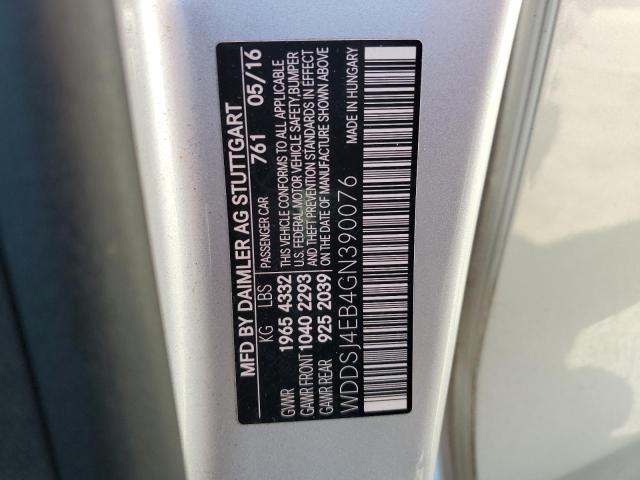 MFD BY DAIMLER AG STUTTGART
761 05/16
KG LBS PASSENGER CAR
GVWR 1965 4332 THIS VEHICLE CONFORMS TO ALL APPLICABLE
GAWR FRONT 1040 2293 U.S. FEDERAL MOTOR VEHICLE SAFETY, BUMPER
GAWR REAR 925 2039 AND THEFT PREVENTION STANDARDS IN EFFECT
ON THE DATE OF MANUFACTURE SHOWN ABOVE
WDDSJ4EB4GN390076 MADE IN HUNGARY